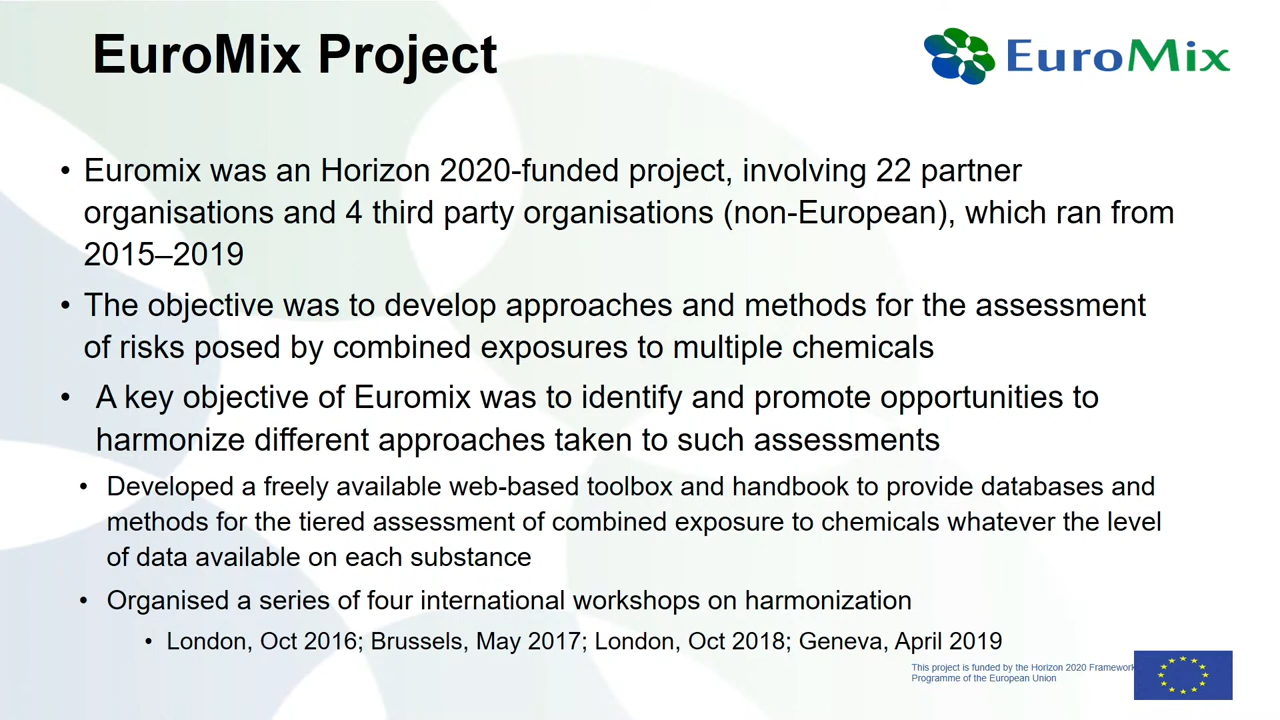 EuroMix Project
EuroMix
• Euromix was an Horizon 2020-funded project, involving 22 partner
organisations and 4 third party organisations (non-European), which ran from
2015–2019
• The objective was to develop approaches and methods for the assessment
of risks posed by combined exposures to multiple chemicals
• A key objective of Euromix was to identify and promote opportunities to
harmonize different approaches taken to such assessments
• Developed a freely available web-based toolbox and handbook to provide databases and
methods for the tiered assessment of combined exposure to chemicals whatever the level
of data available on each substance
• Organised a series of four international workshops on harmonization
• London, Oct 2016; Brussels, May 2017; London, Oct 2018; Geneva, April 2019
This project is funded by the Horizon 2020 Framework
Programme of the European Union